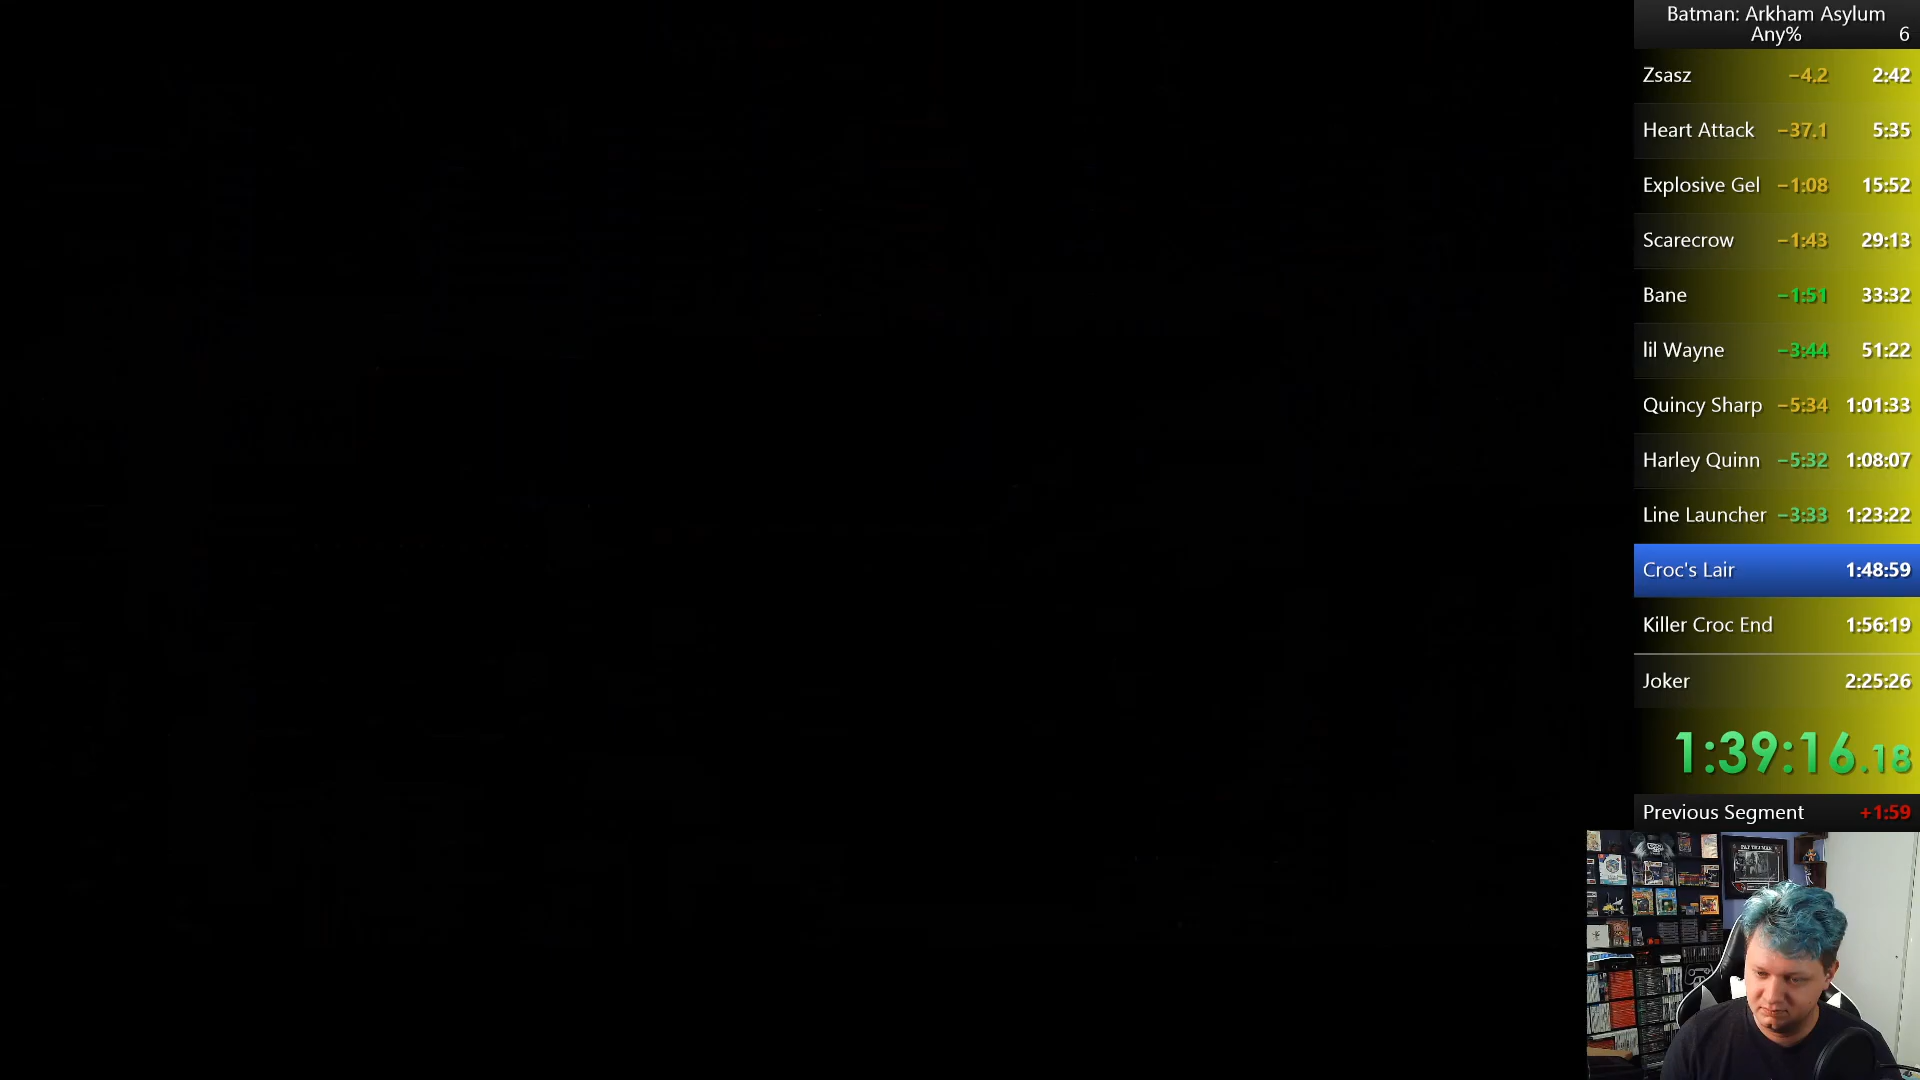 Batman: Arkham Asylum
Any% 6
Zsasz −4.2 2:42
Heart Attack −37.1 5:35
Explosive Gel −1:08 15:52
Scarecrow −1:43 29:13
Bane −1:51 33:32
lil Wayne −3:44 51:22
Quincy Sharp −5:34 1:01:33
Harley Quinn −5:32 1:08:07
Line Launcher −3:33 1:23:22
Croc's Lair 1:48:59
Killer Croc End 1:56:19
Joker 2:25:26
1:39:16.18
Previous Segment +1:59